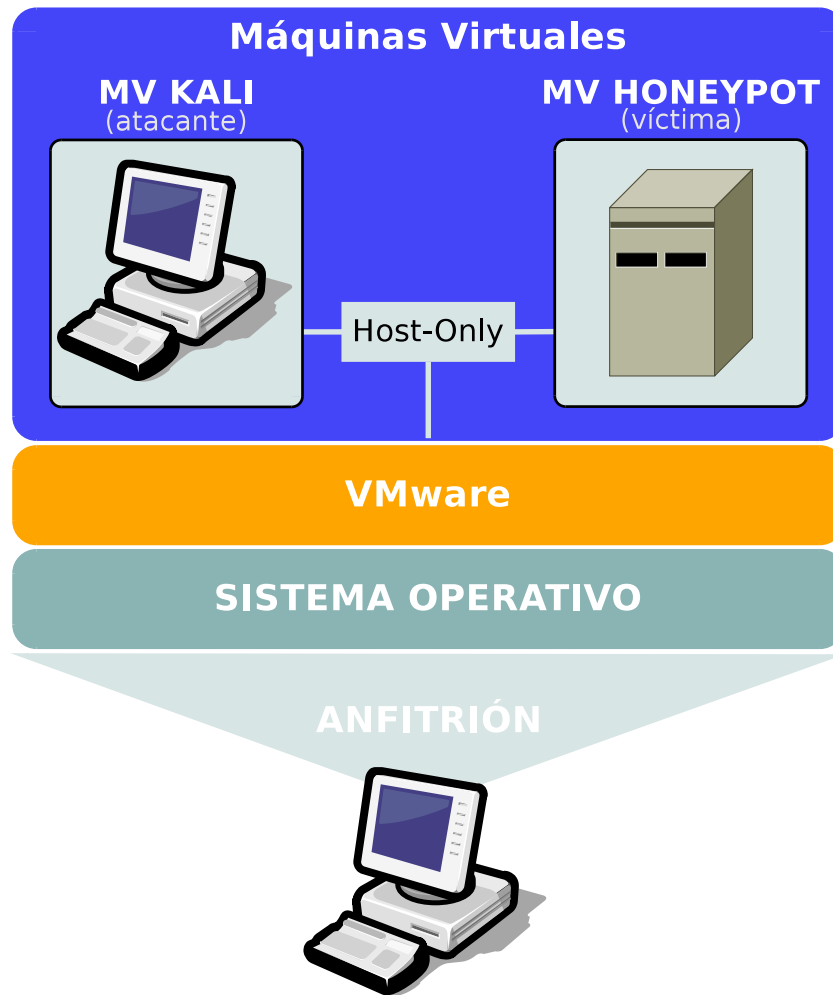 Máquinas Virtuales
MV KALI
(atacante)
MV HONEYPOT
(víctima)
Host-Only
VMware
SISTEMA OPERATIVO
ANFITRIÓN